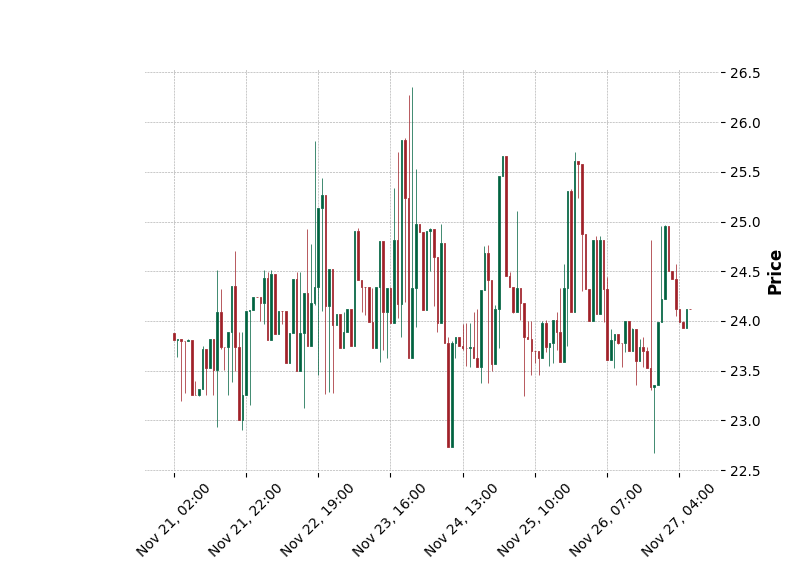 26.5
26.0
25.5
25.0
24.5
24.0
23.5
23.0
22.5
Price
Nov 21, 02:00
Nov 21, 22:00
Nov 22, 19:00
Nov 23, 16:00
Nov 24, 13:00
Nov 25, 10:00
Nov 26, 07:00
Nov 27, 04:00